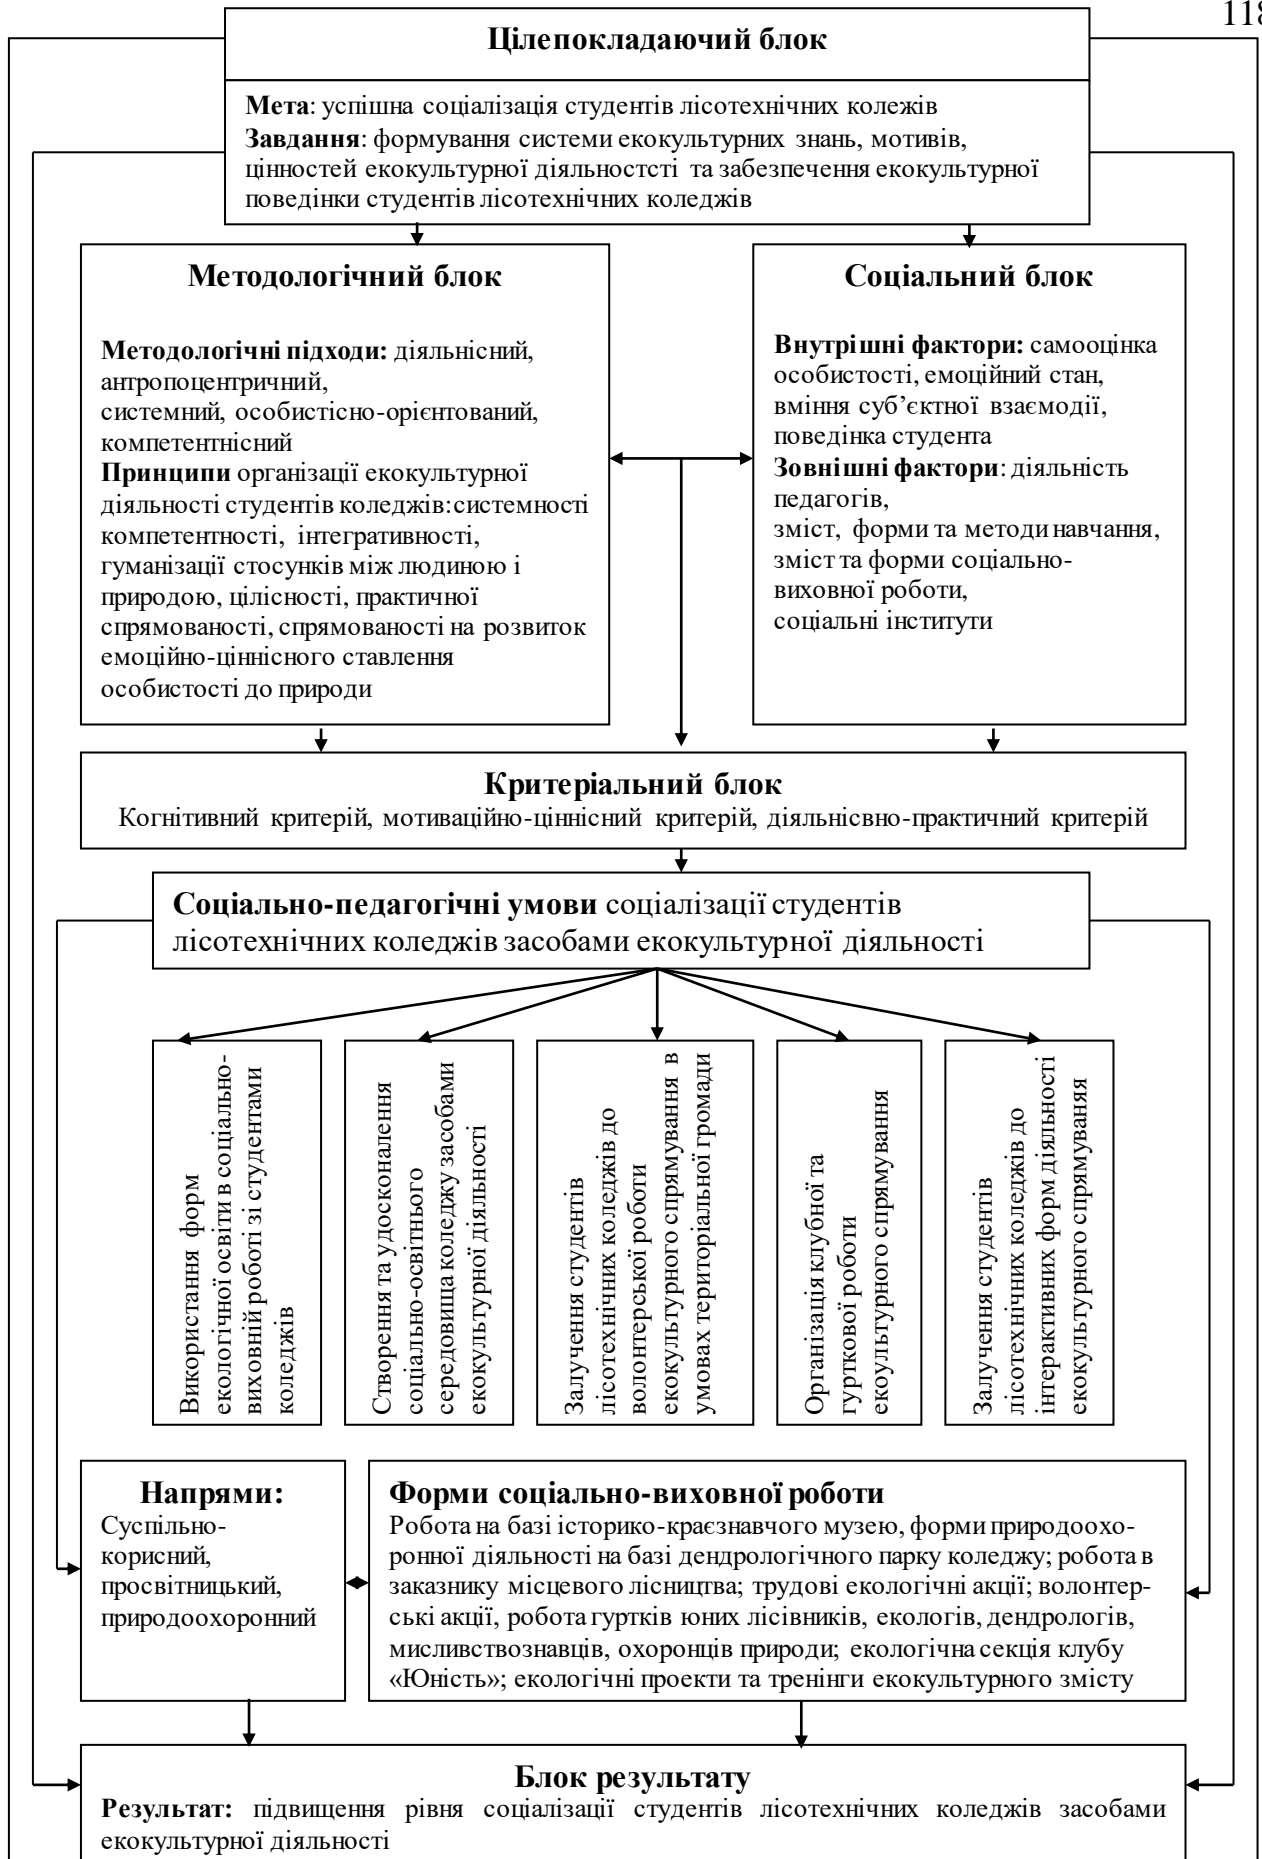 118
Цілепокладаючий блок
Мета: успішна соціалізація студентів лісотехнічних колежів
Завдання: формування системи екокультурних знань, мотивів,
цінностей екокультурної діяльностсті та забезпечення екокультурної
поведінки студентів лісотехнічних коледжів
Методологічний блок
Методологічні підходи: діяльнісний,
антропоцентричний,
системний, особистісно-орієнтований,
компетентнісний
Принципи організації екокультурної
діяльності студентів коледжів: системності
компетентності, інтегративності,
гуманізації стосунків між людиною і
природою, цілісності, практичної
спрямованості, спрямованості на розвиток
емоційно-ціннісного ставлення
особистості до природи
Соціальний блок
Внутрішні фактори: самооцінка
особистості, емоційний стан,
вміння суб’єктної взаємодії,
поведінка студента
Зовнішні фактори: діяльність
педагогів,
зміст, форми та методи навчання,
зміст та форми соціально-
виховної роботи,
соціальні інститути
Критеріальний блок
Когнітивний критерій, мотиваційно-ціннісний критерій, діяльнісвно-практичний критерій
Соціально-педагогічні умови соціалізації студентів
лісотехнічних коледжів засобами екокультурної діяльності
Використання форм
екологічної освіти в соціально-
виховній роботі зі студентами
коледжів
Створення та удосконалення
соціально-освітнього
середовища коледжу засобами
екокультурної діяльності
Залучення студентів
лісотехнічних коледжів до
волонтерської роботи
екокультурного спрямування в
умовах територіальної громади
Організація клубної та
гурткової роботи
екоультурного спрямування
Залучення студентів
лісотехнічних коледжів до
інтерактивних форм діяльності
екокультурного спрямуваняя
Напрями:
Суспільно-
корисний,
просвітницький,
природоохоронний
Форми соціально-виховної роботи
Робота на базі історико-краєзнавчого музею, форми природоохо-
ронної діяльності на базі дендрологічного парку коледжу; робота в
заказнику місцевого лісництва; трудові екологічні акції; волонтер-
ські акції, робота гуртків юних лісівників, екологів, дендрологів,
мисливствознавців, охоронців природи; екологічна секція клубу
«Юність»; екологічні проекти та тренінги екокультурного змісту
Блок результату
Результат: підвищення рівня соціалізації студентів лісотехнічних коледжів засобами
екокультурної діяльності